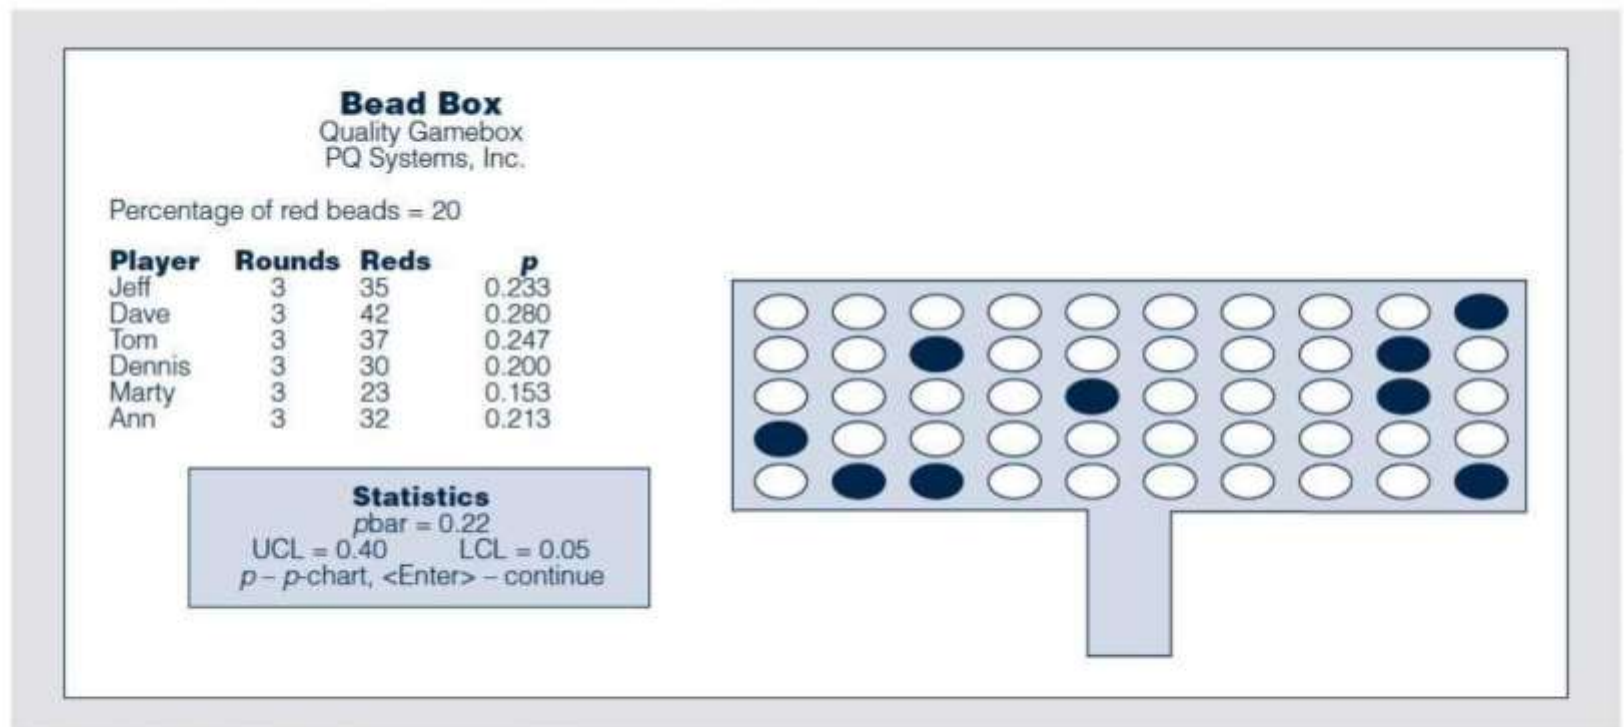 Bead Box
Quality Gamebox
PQ Systems, Inc.
Percentage of red beads = 20
Player Rounds Reds p
Jeff 3 35 0.233
Dave 3 42 0.280
Tom 3 37 0.247
Dennis 3 30 0.200
Marty 3 23 0.153
Ann 3 32 0.213
Statistics
pbar = 0.22
UCL = 0.40 LCL = 0.05
p – p-chart, <Enter> – continue